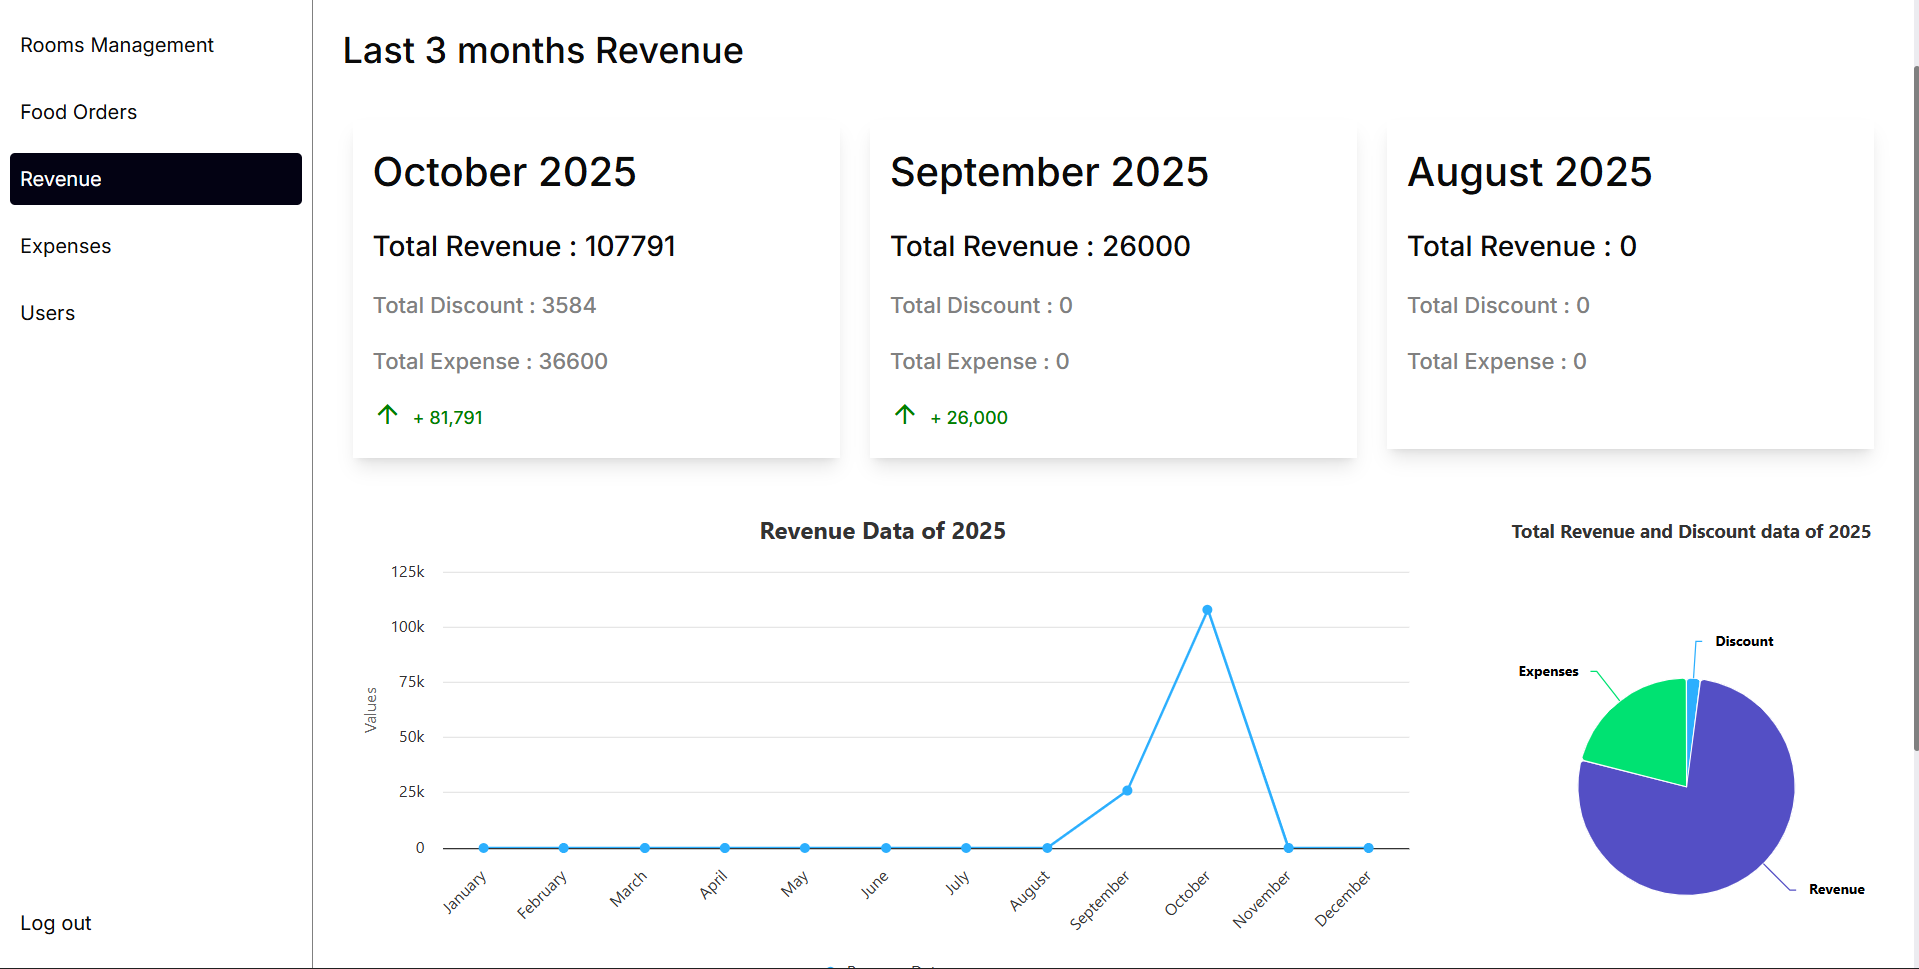 Rooms Management
Food Orders
Revenue
Expenses
Users
Log out
Last 3 months Revenue
October 2025
Total Revenue : 107791
Total Discount : 3584
Total Expense : 36600
+ 81,791
September 2025
Total Revenue : 26000
Total Discount : 0
Total Expense : 0
+ 26,000
August 2025
Total Revenue : 0
Total Discount : 0
Total Expense : 0
Revenue Data of 2025
Values
125k
100k
75k
50k
25k
0
January
February
March
April
May
June
July
August
September
October
November
December
Total Revenue and Discount data of 2025
Discount
Expenses
Revenue